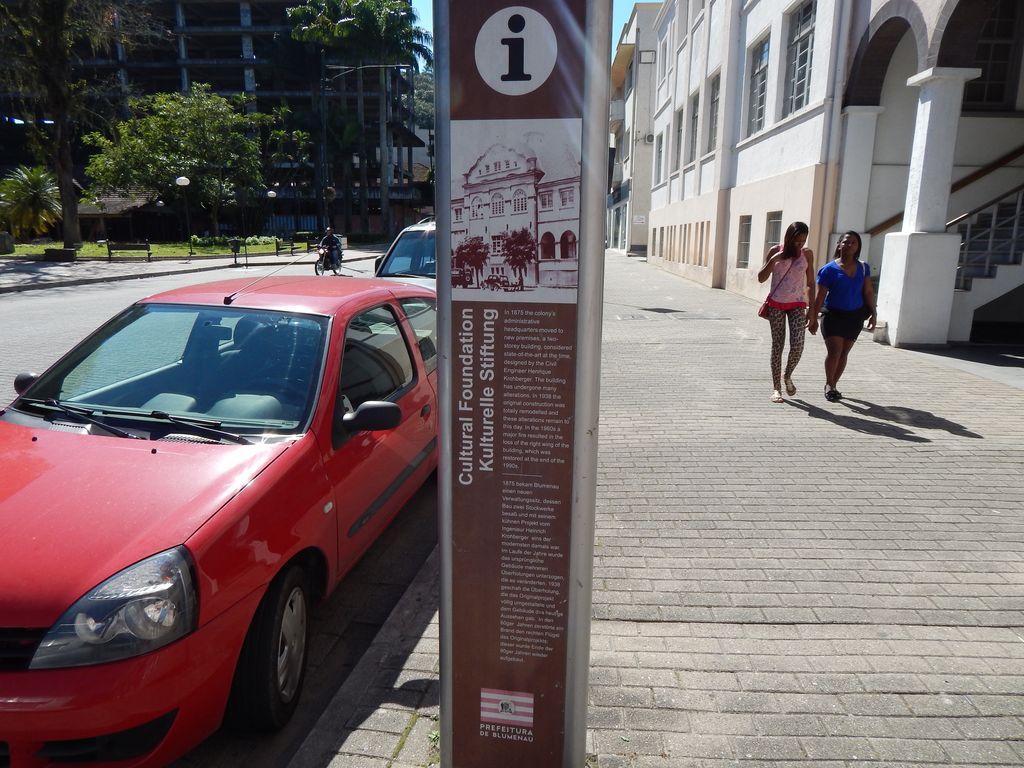 i
Cultural Foundation
Kulturelle Stiftung
In 1875 the colony's
administrative
headquarters moved to
new premises, a two-
storey building, considered
state-of-the-art at the time,
designed by the Civil
Engineer Henrique
Krohberger. The building
has undergone many
alterations. In 1938 the
original construction was
totally remodelled and
these alterations remain to
this day. In the 1960s a
major fire resulted in the
loss of the right wing of the
building, which was
restored at the end of the
1990s.
1875 bekam Blumenau
einen neuen
Verwaltungssitz, dessen
Bau zwei Stockwerke
besaß und mit seinem
kühnen Projekt vom
Ingenieur Heinrich
Krohberger eins der
modernsten damals war.
Im Laufe der Jahre wurde
das ursprüngliche
Gebäude mehreren
Überholungen unterzogen,
die es veränderten. 1938
geschah die Überholung,
die das Originalprojekt
völlig umgestaltete und
dem Gebäude das heutige
Aussehen gab. In den
60ger Jahren zerstörte ein
Brand den rechten Flügel
des Originalprojekts;
dieser wurde Ende der
90ger Jahren wieder
aufgebaut.
PREFEITURA
DE BLUMENAU